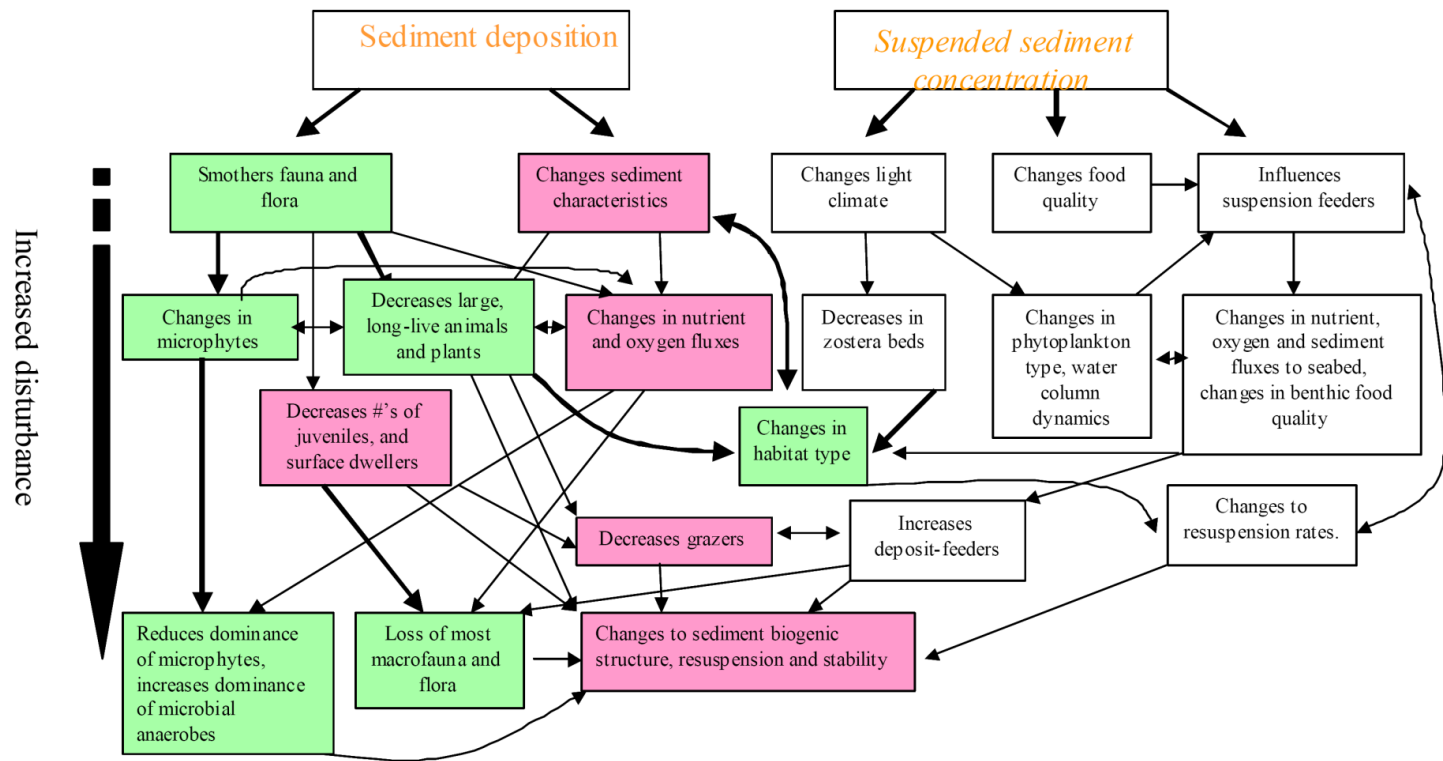 Sediment deposition
Suspended sediment
concentration
Increased disturbance
Smothers fauna and
flora
Changes sediment
characteristics
Changes light
climate
Changes food
quality
Influences
suspension feeders
Changes in
microphytes
Decreases large,
long-live animals
and plants
Changes in nutrient
and oxygen fluxes
Decreases in
zostera beds
Changes in
phytoplankton
type, water
column
dynamics
Changes in nutrient,
oxygen and sediment
fluxes to seabed,
changes in benthic food
quality
Decreases #'s of
juveniles, and
surface dwellers
Changes in
habitat type
Decreases grazers
Increases
deposit-feeders
Changes to
resuspension rates.
Reduces dominance
of microphytes,
increases dominance
of microbial
anaerobes
Loss of most
macrofauna and
flora
Changes to sediment biogenic
structure, resuspension and stability